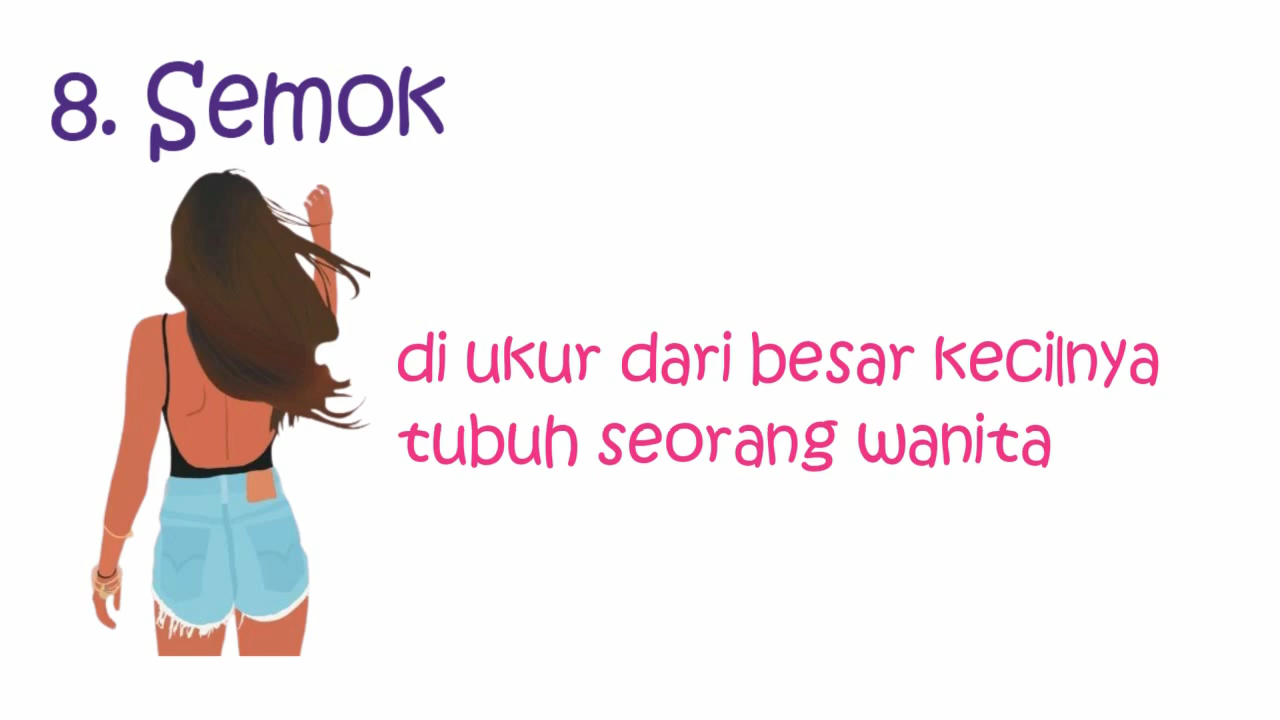 8. Semok
di ukur dari besar kecilnya
tubuh seorang wanita